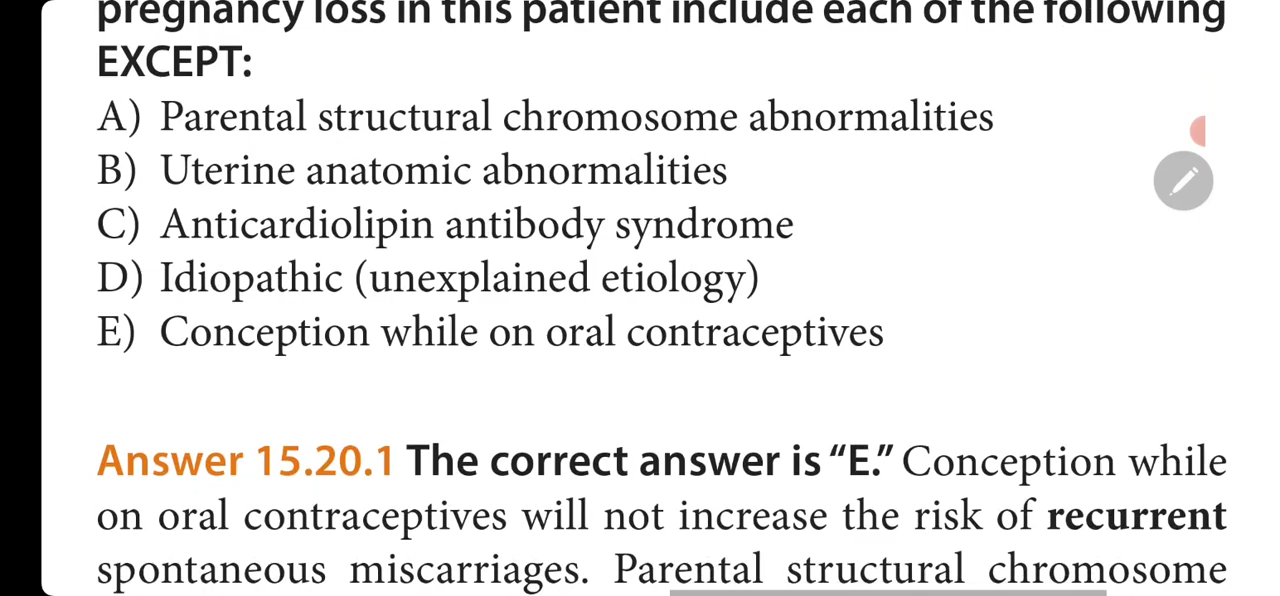 pregnancy loss in this patient include each of the following
EXCEPT:
A) Parental structural chromosome abnormalities
B) Uterine anatomic abnormalities
C) Anticardiolipin antibody syndrome
D) Idiopathic (unexplained etiology)
E) Conception while on oral contraceptives
Answer 15.20.1 The correct answer is “E.” Conception while
on oral contraceptives will not increase the risk of recurrent
spontaneous miscarriages. Parental structural chromosome